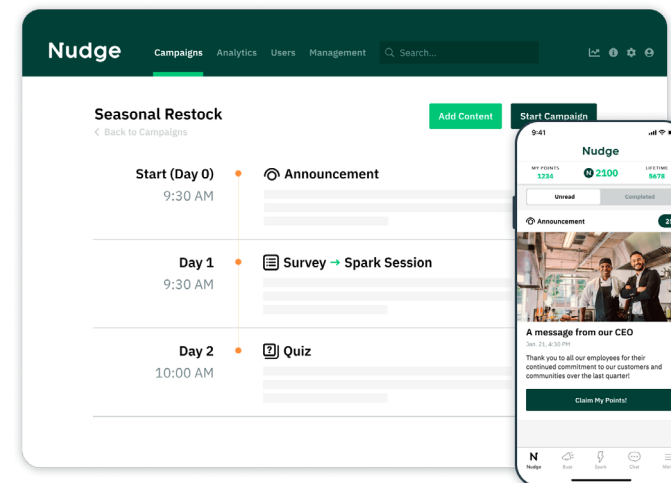 Nudge
Campaigns Analytics Users Management Search...
Seasonal Restock
Add Content Start Campaign
< Back to Campaigns
Start (Day 0) Announcement
9:30 AM
Day 1 Survey → Spark Session
9:30 AM
Day 2 Quiz
10:00 AM
9:41
Nudge
MY POINTS LIFETIME
1234 N 2100 5678
Unread Completed
Announcement
A message from our CEO
Jan. 21, 4:30 PM
Thank you to all our employees for their
continued commitment to our customers and
communities over the last quarter!
Claim My Points!
N
Nudge Buzz Spark Chat